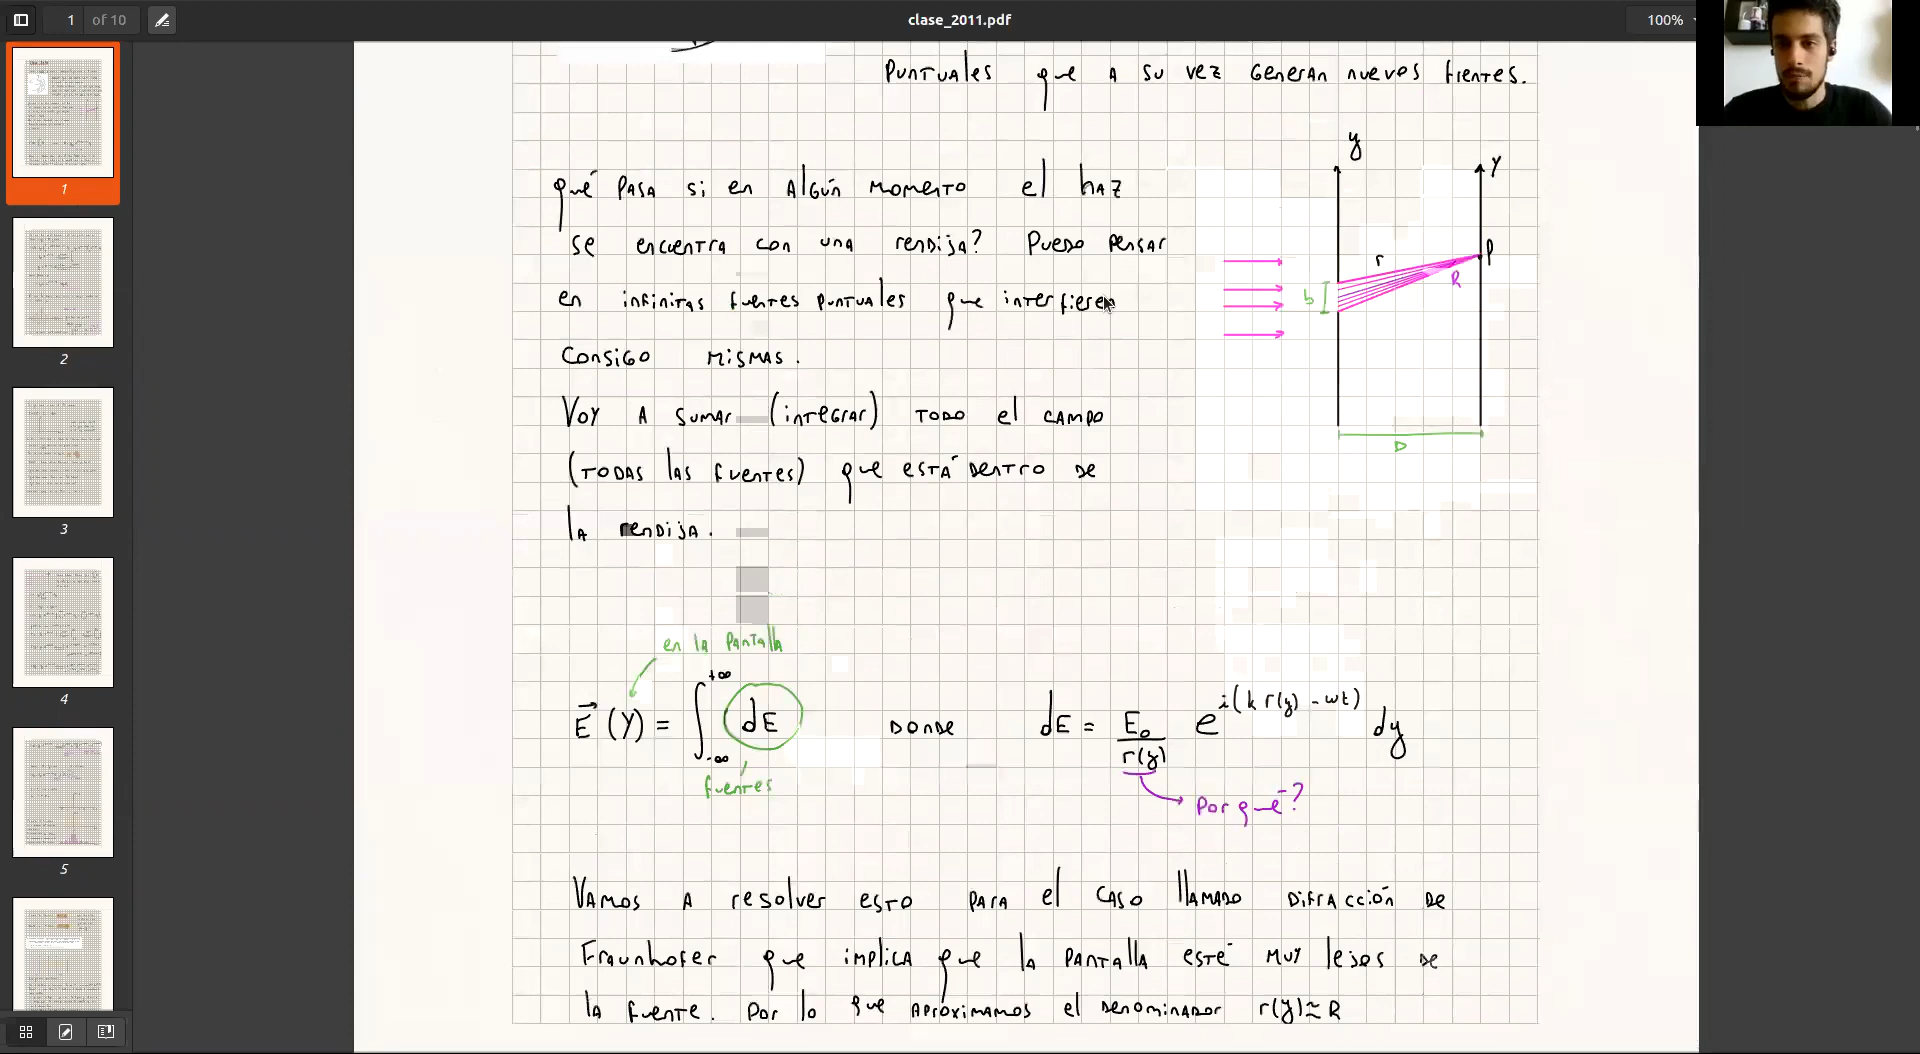 1 of 10
clase_2011.pdf
100%
Puntuales que a su vez generan nuevos frentes.
qué pasa si en algún momento el haz
se encuentra con una rendija? Puedo pensar
en infinitas fuentes puntuales que interfieren
consigo mismas.
Voy a sumar (integrar) todo el campo
(todas las fuentes) que está dentro de
la rendija.
y
Y
r
P
R
b
D
en la pantalla
E⃗ (Y) = ∫_{-∞}^{+∞} dE donde dE = E₀/r(y) e^{i(k r(y) - wt)} dy
fuentes
Por qué?
Vamos a resolver esto para el caso llamado difracción de
Fraunhofer que implica que la pantalla esté muy lejos de
la fuente. Por lo que aproximamos el denominador r(y) ≃ R
1
2
3
4
5